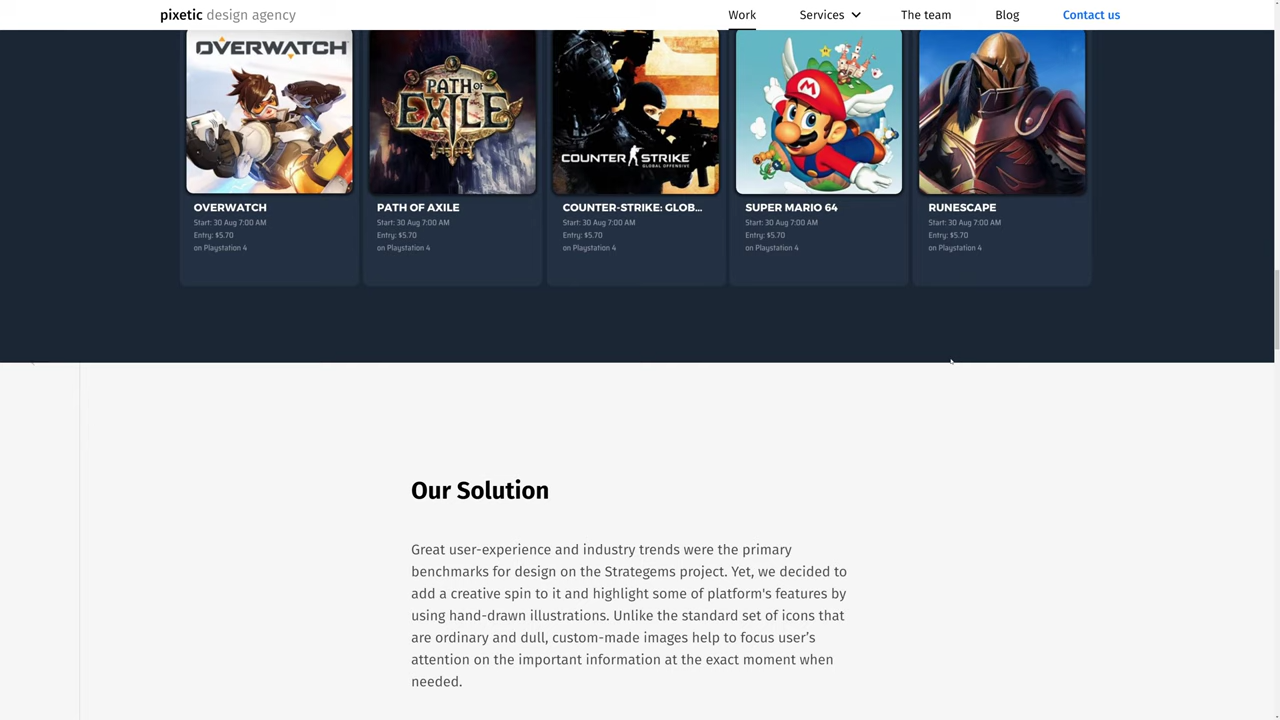 pixetic design agency Work Services The team Blog Contact us
OVERWATCH
PATH OF
EXILE
COUNTER STRIKE
GLOBAL OFFENSIVE
M
OVERWATCH
Start: 30 Aug 7:00 AM
Entry: $5.70
on Playstation 4
PATH OF AXILE
Start: 30 Aug 7:00 AM
Entry: $5.70
on Playstation 4
COUNTER-STRIKE: GLOB...
Start: 30 Aug 7:00 AM
Entry: $5.70
on Playstation 4
SUPER MARIO 64
Start: 30 Aug 7:00 AM
Entry: $5.70
on Playstation 4
RUNESCAPE
Start: 30 Aug 7:00 AM
Entry: $5.70
on Playstation 4
Our Solution
Great user-experience and industry trends were the primary
benchmarks for design on the Strategems project. Yet, we decided to
add a creative spin to it and highlight some of platform's features by
using hand-drawn illustrations. Unlike the standard set of icons that
are ordinary and dull, custom-made images help to focus user’s
attention on the important information at the exact moment when
needed.